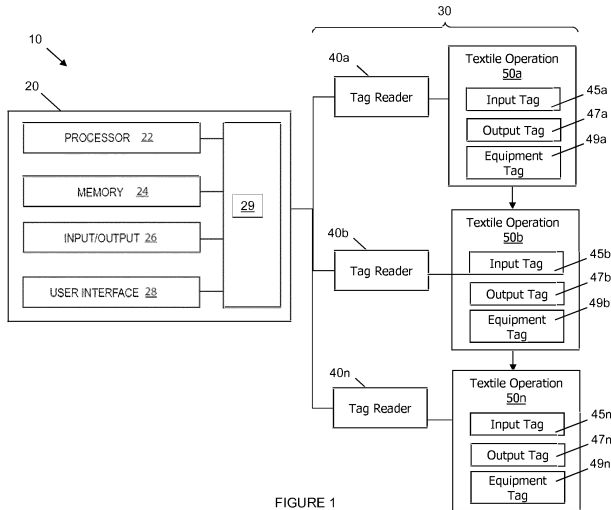 30
10
40a
Textile Operation
50a
45a
20
Tag Reader
Input Tag
47a
PROCESSOR 22
Output Tag
49a
Equipment
Tag
MEMORY 24
29
40b
Textile Operation
50b
45b
INPUT/OUTPUT 26
Tag Reader
Input Tag
47b
USER INTERFACE 28
Output Tag
49b
Equipment
Tag
40n
Textile Operation
50n
45n
Tag Reader
Input Tag
47n
Output Tag
49n
Equipment
Tag
FIGURE 1